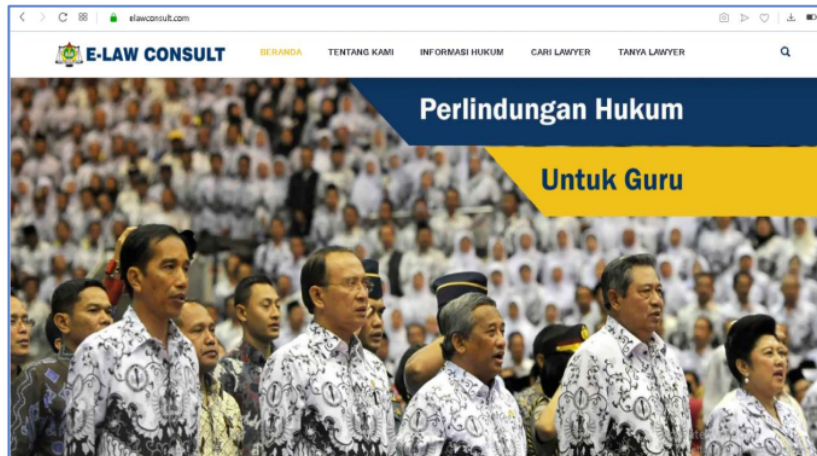 elawconsult.com
E-LAW CONSULT
BERANDA TENTANG KAMI INFORMASI HUKUM CARI LAWYER TANYA LAWYER
Perlindungan Hukum
Untuk Guru